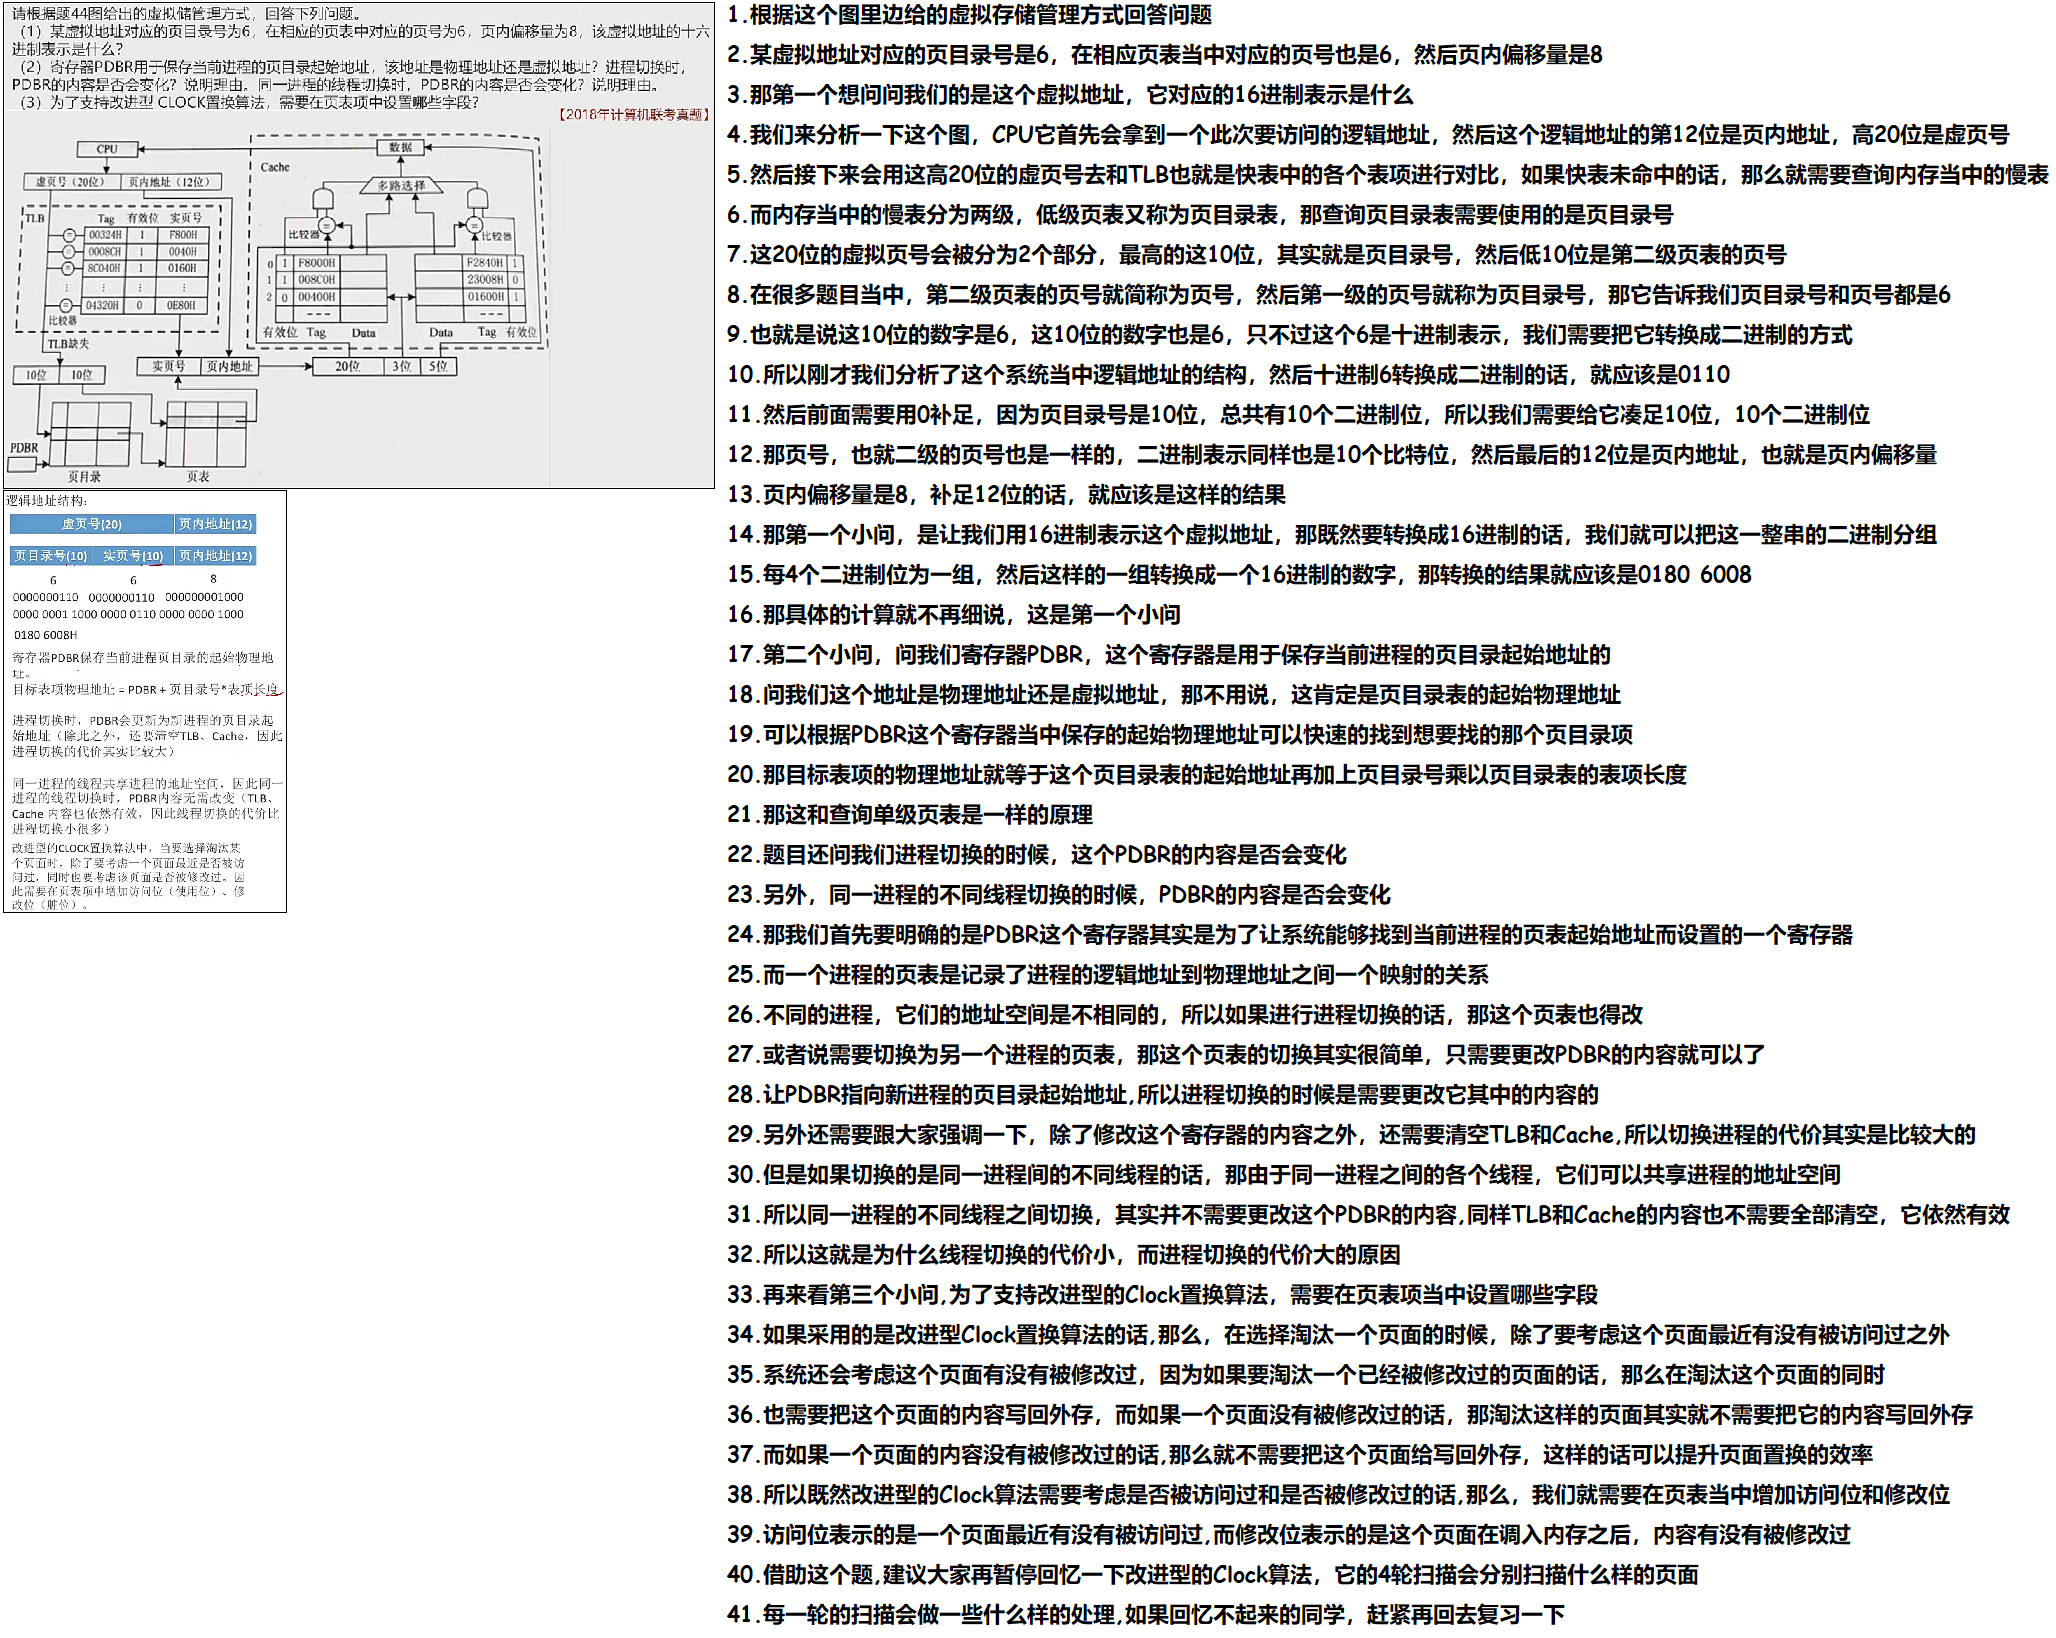 请根据题44图给出的虚拟储管理方式，回答下列问题。
（1）某虚拟地址对应的页目录号为6，在相应的页表中对应的页号为6，页内偏移量为8，该虚拟地址的十六
进制表示是什么？
（2）寄存器PDBR用于保存当前进程的页目录起始地址，该地址是物理地址还是虚拟地址？进程切换时，
PDBR的内容是否会变化？说明理由。同一进程的线程切换时，PDBR的内容是否会变化？说明理由。
（3）为了支持改进型 CLOCK置换算法，需要在页表项中设置哪些字段？
【2018年计算机联考真题】
CPU
数据
Cache
虚页号（20位） 页内地址（12位）
多路选择
TLB Tag 有效位 实页号
00324H 1 F800H
0008CH 1 0040H
8C040H 1 0160H
⋮ ⋮ ⋮
04320H 0 0E80H
比较器
比较器 = = 比较器
0 1 F8000H F2840H 1
1 1 008C0H 23008H 0
2 0 00400H 01600H 1
有效位 Tag Data Data Tag 有效位
TLB缺失
实页号 页内地址 20位 3位 5位
10位 10位
PDBR
页目录 页表
逻辑地址结构：
虚页号(20) 页内地址(12)
页目录号(10) 实页号(10) 页内地址(12)
6 6 8
0000000110 0000000110 000000001000
0000 0001 1000 0000 0110 0000 0000 1000
0180 6008H
寄存器PDBR保存当前进程页目录的起始物理地
址。
目标表项物理地址 = PDBR + 页目录号*表项长度
进程切换时，PDBR会更新为新进程的页目录起
始地址（除此之外，还要清空TLB、Cache，因此
进程切换的代价其实比较大）
同一进程的线程共享进程的地址空间，因此同一
进程的线程切换时，PDBR内容无需改变（TLB、
Cache 内容也依然有效，因此线程切换的代价比
进程切换小很多）
改进型的CLOCK置换算法中，当要选择淘汰某
个页面时，除了要考虑一个页面最近是否被访
问过，同时也要考虑该页面是否被修改过。因
此需要在页表项中增加访问位（使用位）、修
改位（脏位）。
1.根据这个图里边给的虚拟存储管理方式回答问题
2.某虚拟地址对应的页目录号是6，在相应页表当中对应的页号也是6，然后页内偏移量是8
3.那第一个想问问我们的是这个虚拟地址，它对应的16进制表示是什么
4.我们来分析一下这个图，CPU它首先会拿到一个此次要访问的逻辑地址，然后这个逻辑地址的第12位是页内地址，高20位是虚页号
5.然后接下来会用这高20位的虚页号去和TLB也就是快表中的各个表项进行对比，如果快表未命中的话，那么就需要查询内存当中的慢表
6.而内存当中的慢表分为两级，低级页表又称为页目录表，那查询页目录表需要使用的是页目录号
7.这20位的虚拟页号会被分为2个部分，最高的这10位，其实就是页目录号，然后低10位是第二级页表的页号
8.在很多题目当中，第二级页表的页号就简称为页号，然后第一级的页号就称为页目录号，那它告诉我们页目录号和页号都是6
9.也就是说这10位的数字是6，这10位的数字也是6，只不过这个6是十进制表示，我们需要把它转换成二进制的方式
10.所以刚才我们分析了这个系统当中逻辑地址的结构，然后十进制6转换成二进制的话，就应该是0110
11.然后前面需要用0补足，因为页目录号是10位，总共有10个二进制位，所以我们需要给它凑足10位，10个二进制位
12.那页号，也就二级的页号也是一样的，二进制表示同样也是10个比特位，然后最后的12位是页内地址，也就是页内偏移量
13.页内偏移量是8，补足12位的话，就应该是这样的结果
14.那第一个小问，是让我们用16进制表示这个虚拟地址，那既然要转换成16进制的话，我们就可以把这一整串的二进制分组
15.每4个二进制位为一组，然后这样的一组转换成一个16进制的数字，那转换的结果就应该是0180 6008
16.那具体的计算就不再细说，这是第一个小问
17.第二个小问，问我们寄存器PDBR，这个寄存器是用于保存当前进程的页目录起始地址的
18.问我们这个地址是物理地址还是虚拟地址，那不用说，这肯定是页目录表的起始物理地址
19.可以根据PDBR这个寄存器当中保存的起始物理地址可以快速的找到想要找的那个页目录项
20.那目标表项的物理地址就等于这个页目录表的起始地址再加上页目录号乘以页目录表的表项长度
21.那这和查询单级页表是一样的原理
22.题目还问我们进程切换的时候，这个PDBR的内容是否会变化
23.另外，同一进程的不同线程切换的时候，PDBR的内容是否会变化
24.那我们首先要明确的是PDBR这个寄存器其实是为了让系统能够找到当前进程的页表起始地址而设置的一个寄存器
25.而一个进程的页表是记录了进程的逻辑地址到物理地址之间一个映射的关系
26.不同的进程，它们的地址空间是不相同的，所以如果进行进程切换的话，那这个页表也得改
27.或者说需要切换为另一个进程的页表，那这个页表的切换其实很简单，只需要更改PDBR的内容就可以了
28.让PDBR指向新进程的页目录起始地址,所以进程切换的时候是需要更改它其中的内容的
29.另外还需要跟大家强调一下，除了修改这个寄存器的内容之外，还需要清空TLB和Cache,所以切换进程的代价其实是比较大的
30.但是如果切换的是同一进程间的不同线程的话，那由于同一进程之间的各个线程，它们可以共享进程的地址空间
31.所以同一进程的不同线程之间切换，其实并不需要更改这个PDBR的内容,同样TLB和Cache的内容也不需要全部清空，它依然有效
32.所以这就是为什么线程切换的代价小，而进程切换的代价大的原因
33.再来看第三个小问,为了支持改进型的Clock置换算法，需要在页表项当中设置哪些字段
34.如果采用的是改进型Clock置换算法的话,那么，在选择淘汰一个页面的时候，除了要考虑这个页面最近有没有被访问过之外
35.系统还会考虑这个页面有没有被修改过，因为如果要淘汰一个已经被修改过的页面的话，那么在淘汰这个页面的同时
36.也需要把这个页面的内容写回外存，而如果一个页面没有被修改过的话，那淘汰这样的页面其实就不需要把它的内容写回外存
37.而如果一个页面的内容没有被修改过的话,那么就不需要把这个页面给写回外存，这样的话可以提升页面置换的效率
38.所以既然改进型的Clock算法需要考虑是否被访问过和是否被修改过的话,那么，我们就需要在页表当中增加访问位和修改位
39.访问位表示的是一个页面最近有没有被访问过,而修改位表示的是这个页面在调入内存之后，内容有没有被修改过
40.借助这个题,建议大家再暂停回忆一下改进型的Clock算法，它的4轮扫描会分别扫描什么样的页面
41.每一轮的扫描会做一些什么样的处理,如果回忆不起来的同学，赶紧再回去复习一下